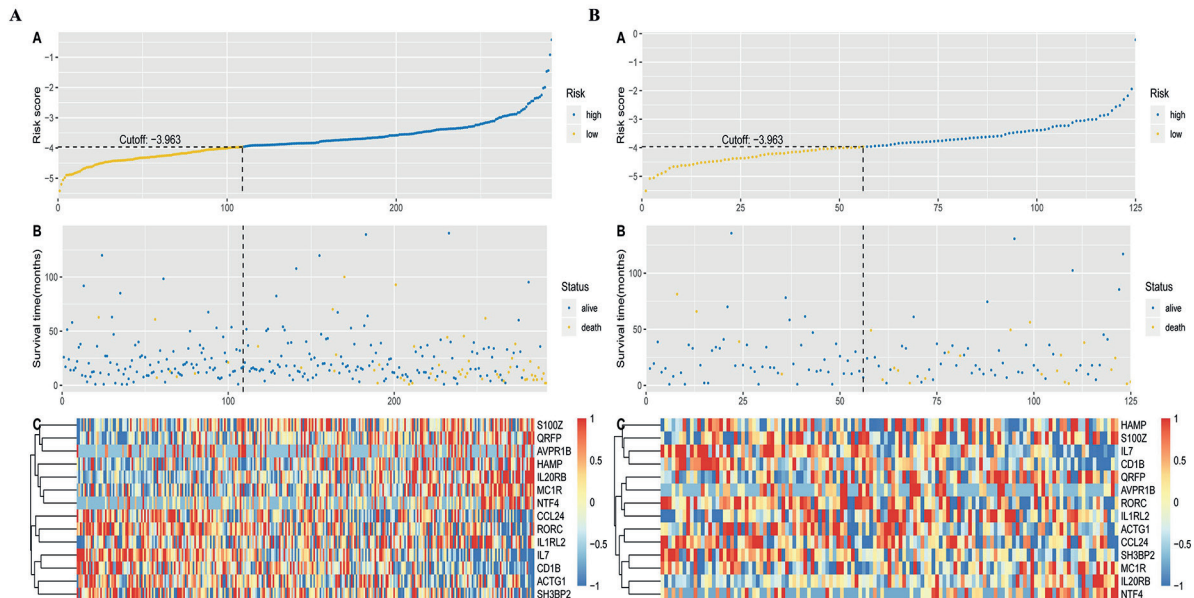 A
A
Risk score
−1
−2
−3
−4
−5
Cutoff: −3.963
0
100
200
Risk
high
low
B
Survival time(months)
100
50
0
0
100
200
Status
alive
death
C
S100Z
QRFP
AVPR1B
HAMP
IL20RB
MC1R
NTF4
CCL24
RORC
IL1RL2
IL7
CD1B
ACTG1
SH3BP2
1
0.5
0
−0.5
−1
B
A
Risk score
0
−1
−2
−3
−4
−5
Cutoff: −3.963
0
25
50
75
100
125
Risk
high
low
B
Survival time(months)
100
50
0
0
25
50
75
100
125
Status
alive
death
C
HAMP
S100Z
IL7
CD1B
QRFP
AVPR1B
RORC
IL1RL2
ACTG1
CCL24
SH3BP2
MC1R
IL20RB
NTF4
1
0.5
0
−0.5
−1